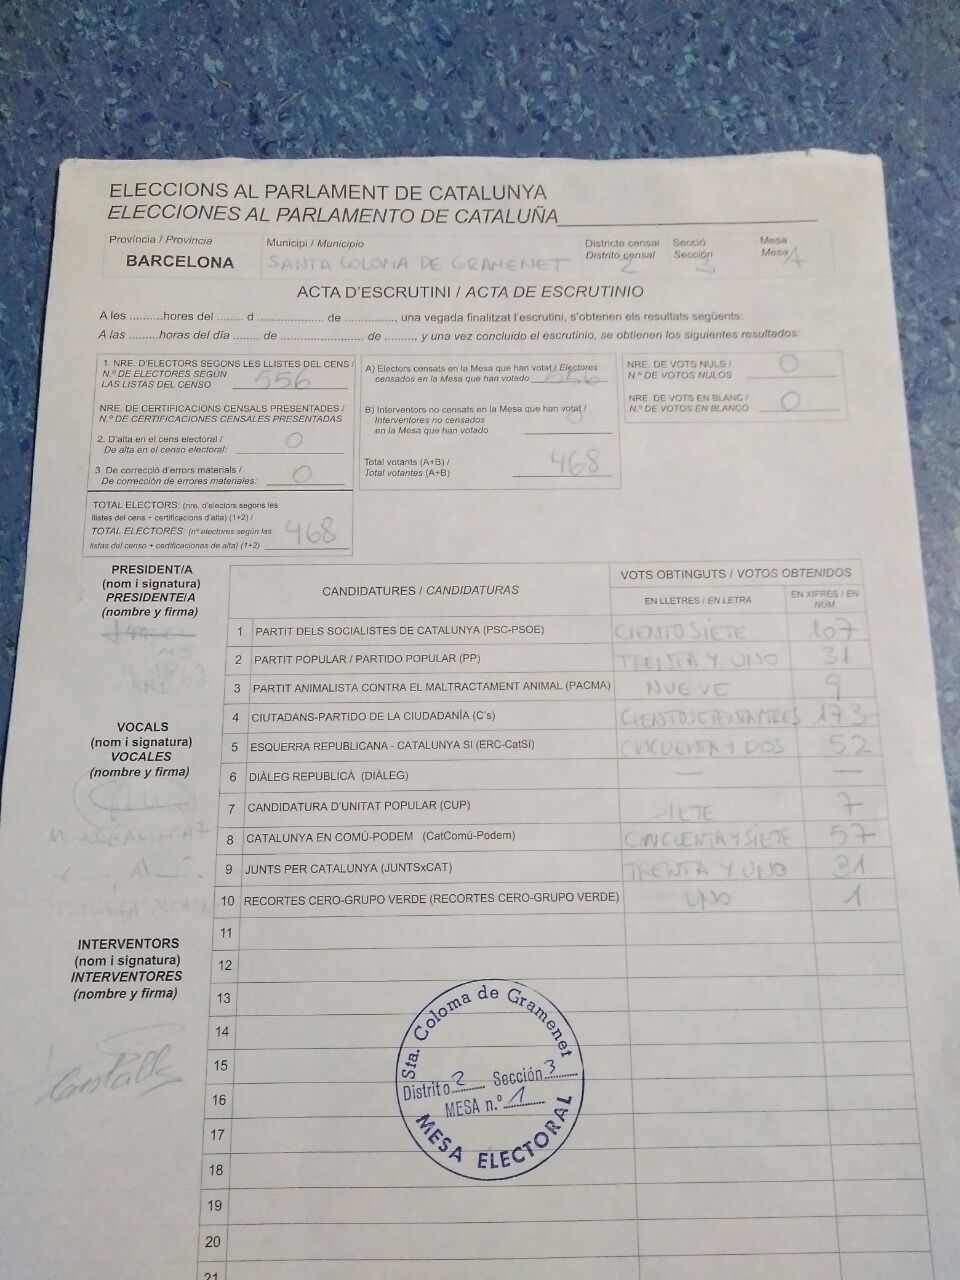 ELECCIONS AL PARLAMENT DE CATALUNYA
ELECCIONES AL PARLAMENTO DE CATALUÑA
Província / Provincia
BARCELONA
Municipi / Municipio
SANTA COLOMA DE GRAMENET
Districte censal
Distrito censal 2
Secció
Sección 3
Mesa
Mesa A
ACTA D'ESCRUTINI / ACTA DE ESCRUTINIO
A les ..........hores del ........ d .................... de .............., una vegada finalitzat l'escrutini, s'obtenen els resultats següents:
A las ..........horas del día ........ de .......................... de ........., y una vez concluido el escrutinio, se obtienen los siguientes resultados:
1. NRE. D'ELECTORS SEGONS LES LLISTES DEL CENS /
N.º DE ELECTORES SEGÚN
LAS LISTAS DEL CENSO 556
NRE. DE CERTIFICACIONS CENSALS PRESENTADES /
N.º DE CERTIFICACIONES CENSALES PRESENTADAS
2. D'alta en el cens electoral /
De alta en el censo electoral: 0
3. De correcció d'errors materials /
De corrección de errores materiales: 0
TOTAL ELECTORS: (nre. d'electors segons les
llistes del cens + certificacions d'alta) (1+2) /
TOTAL ELECTORES: (nº electores según las
listas del censo + certificaciones de alta) (1+2) 468
A) Electors censats en la Mesa que han votat / Electores
censados en la Mesa que han votado 556
B) Interventors no censats en la Mesa que han votat /
Interventores no censados
en la Mesa que han votado 0
Total votants (A+B) /
Total votantes (A+B) 468
NRE. DE VOTS NULS /
N.º DE VOTOS NULOS 0
NRE. DE VOTS EN BLANC /
N.º DE VOTOS EN BLANCO 0
PRESIDENT/A
(nom i signatura)
PRESIDENTE/A
(nombre y firma)
VOCALS
(nom i signatura)
VOCALES
(nombre y firma)
INTERVENTORS
(nom i signatura)
INTERVENTORES
(nombre y firma)
CANDIDATURES / CANDIDATURAS
VOTS OBTINGUTS / VOTOS OBTENIDOS
EN LLETRES / EN LETRA
EN XIFRES / EN NÚM.
1 PARTIT DELS SOCIALISTES DE CATALUNYA (PSC-PSOE) CIENTO SIETE 107
2 PARTIT POPULAR / PARTIDO POPULAR (PP) TREINTA Y UNO 31
3 PARTIT ANIMALISTA CONTRA EL MALTRACTAMENT ANIMAL (PACMA) NUEVE 9
4 CIUTADANS-PARTIDO DE LA CIUDADANÍA (C's) 173
5 ESQUERRA REPUBLICANA - CATALUNYA SI (ERC-CatSí) CINCUENTA Y DOS 52
6 DIÀLEG REPUBLICÀ (DIÀLEG) — —
7 CANDIDATURA D'UNITAT POPULAR (CUP) SIETE 7
8 CATALUNYA EN COMÚ-PODEM (CatComú-Podem) CINCUENTA Y SIETE 57
9 JUNTS PER CATALUNYA (JUNTSxCAT) TREINTA Y UNO 31
10 RECORTES CERO-GRUPO VERDE (RECORTES CERO-GRUPO VERDE) UNO 1
11
12
13
14
15
16
17
18
19
20
21
Sta. Coloma de Gramenet
Distrito 2 Sección 3
MESA n.º 1
MESA ELECTORAL